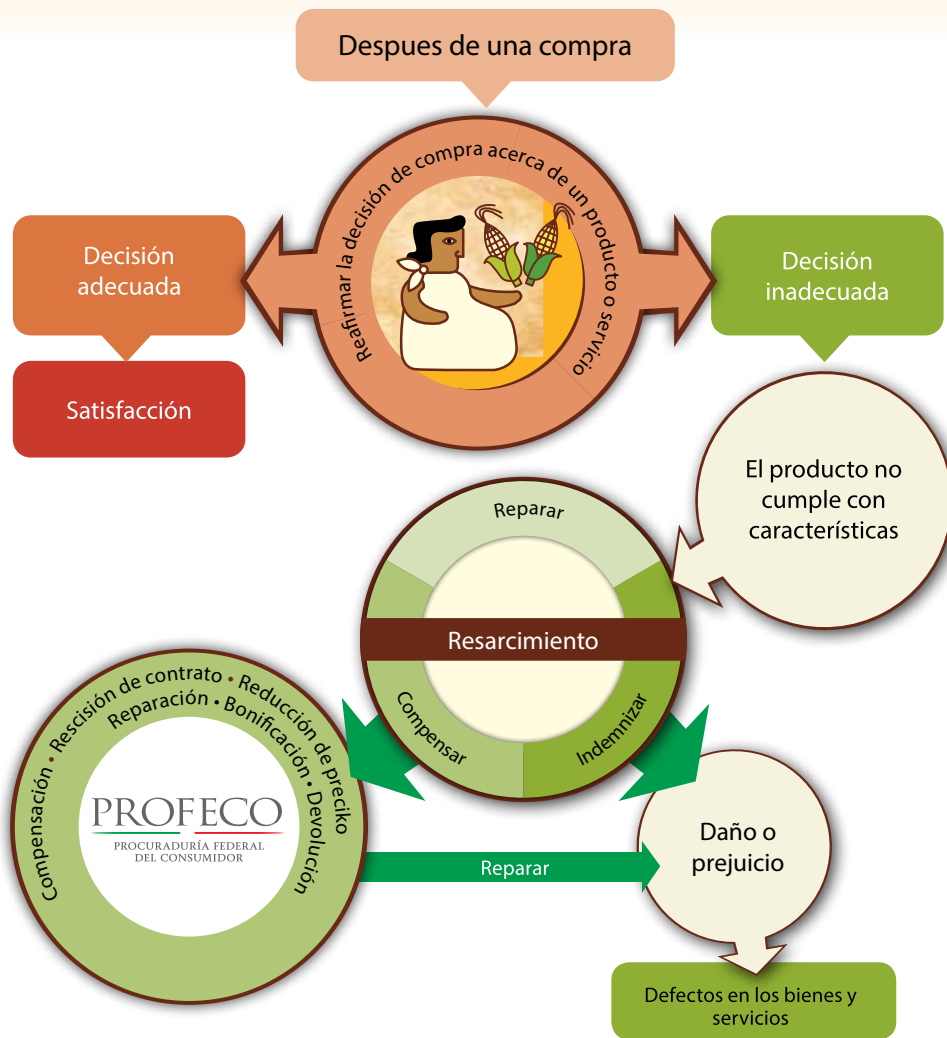 Despues de una compra
Reafirmar la decisión de compra acerca de un producto o servicio
Decisión
adecuada
Decisión
inadecuada
Satisfacción
El producto no
cumple con
características
Reparar
Resarcimiento
Compensar
Indemnizar
Compensación • Rescisión de contrato • Reducción de preciko
Reparación • Bonificación • Devolución
PROFECO
PROCURADURÍA FEDERAL
DEL CONSUMIDOR
Reparar
Daño o
prejuicio
Defectos en los bienes y
servicios